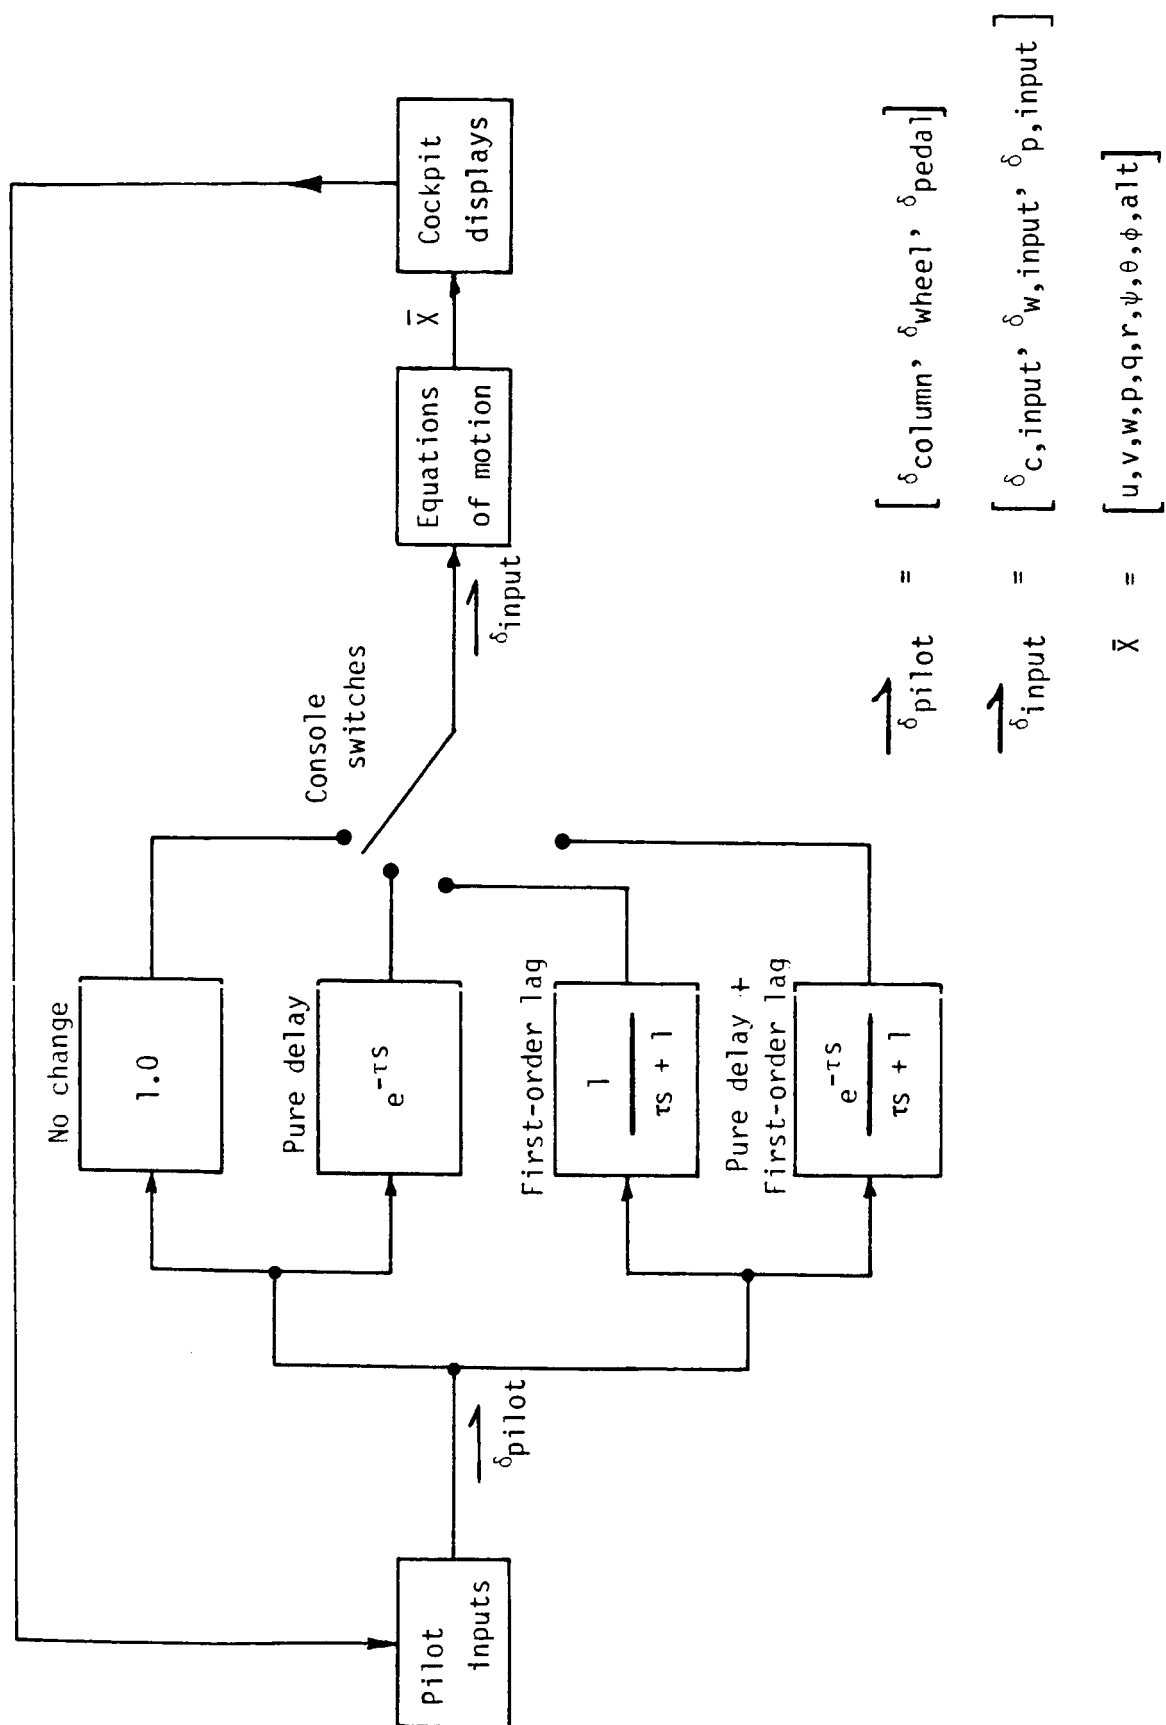 Pilot
inputs
δpilot
No change
1.0
Pure delay
e^-τs
First-order lag
1
τs + 1
Pure delay +
First-order lag
e^-τs
τs + 1
Console
switches
δinput
Equations
of motion
X̄
Cockpit
displays
δpilot = [δcolumn, δwheel, δpedal]
δinput = [δc,input, δw,input, δp,input]
X̄ = [u,v,w,p,q,r,ψ,θ,φ,alt]